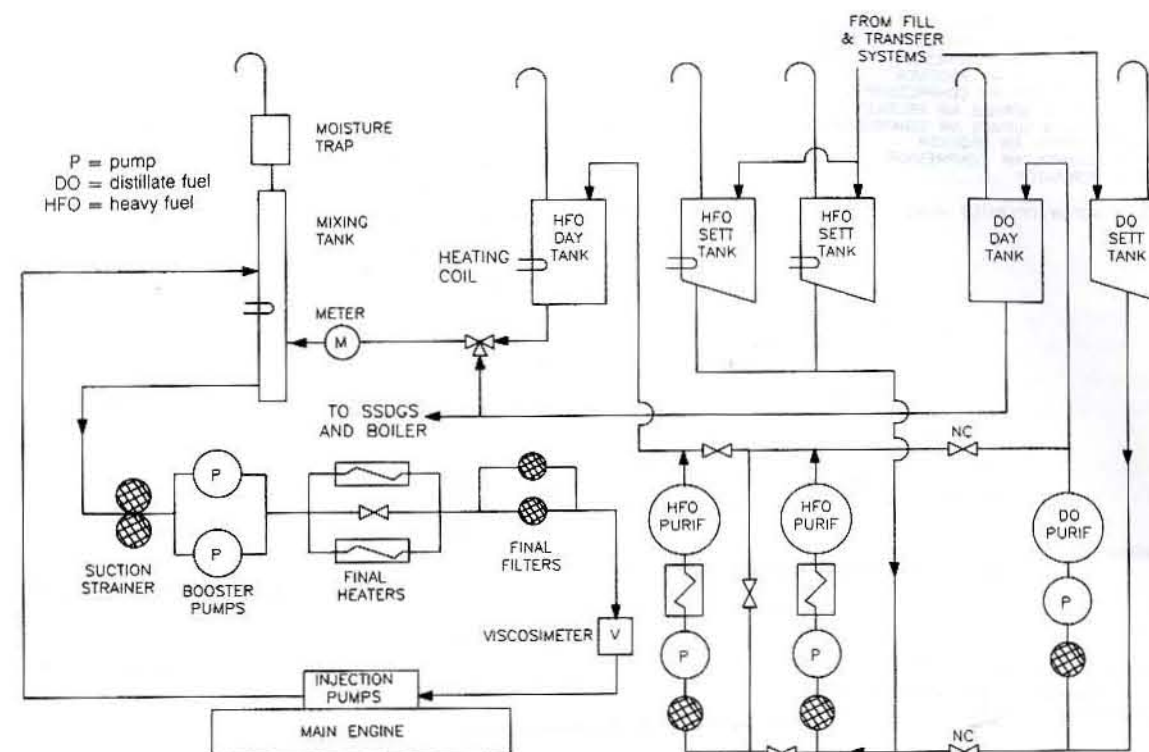 FROM FILL
& TRANSFER
SYSTEMS
MOISTURE
TRAP
P = pump
DO = distillate fuel
HFO = heavy fuel
MIXING
TANK
HEATING
COIL
HFO
DAY
TANK
HFO
SETT
TANK
HFO
SETT
TANK
DO
DAY
TANK
DO
SETT
TANK
METER
M
TO SSDGS
AND BOILER
NC
P
P
SUCTION
STRAINER
BOOSTER
PUMPS
FINAL
HEATERS
FINAL
FILTERS
HFO
PURIF
HFO
PURIF
DO
PURIF
P
P
P
VISCOSIMETER
V
INJECTION
PUMPS
MAIN ENGINE
NC